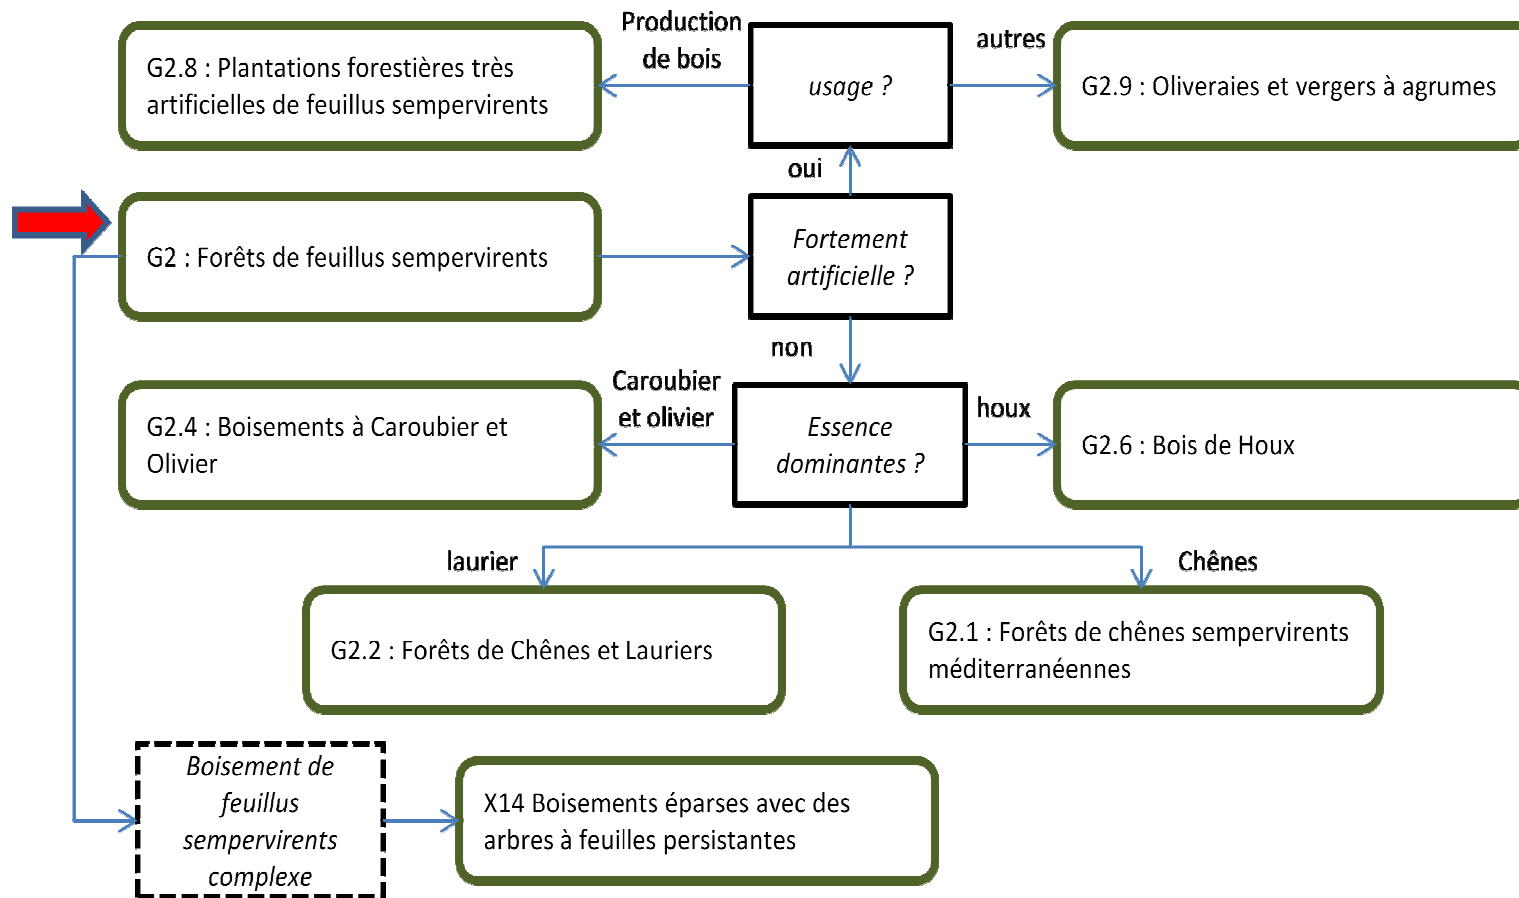 Production
de bois
autres
G2.8 : Plantations forestières très
artificielles de feuillus sempervirents
usage ?
G2.9 : Oliveraies et vergers à agrumes
oui
G2 : Forêts de feuillus sempervirents
Fortement
artificielle ?
non
Caroubier
et olivier
houx
G2.4 : Boisements à Caroubier et
Olivier
Essence
dominantes ?
G2.6 : Bois de Houx
laurier
Chênes
G2.2 : Forêts de Chênes et Lauriers
G2.1 : Forêts de chênes sempervirents
méditerranéennes
Boisement de
feuillus
sempervirents
complexe
X14 Boisements éparses avec des
arbres à feuilles persistantes